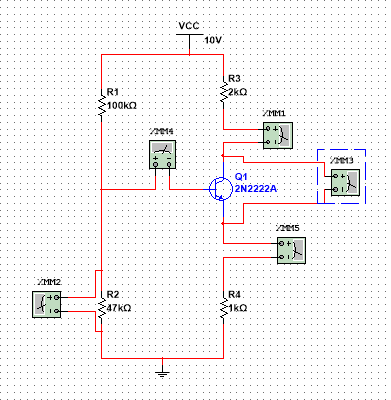 VCC
10V
R1
100kΩ
R3
2kΩ
XMM1
XMM4
XMM3
Q1
2N2222A
XMM5
XMM2
R2
47kΩ
R4
1kΩ